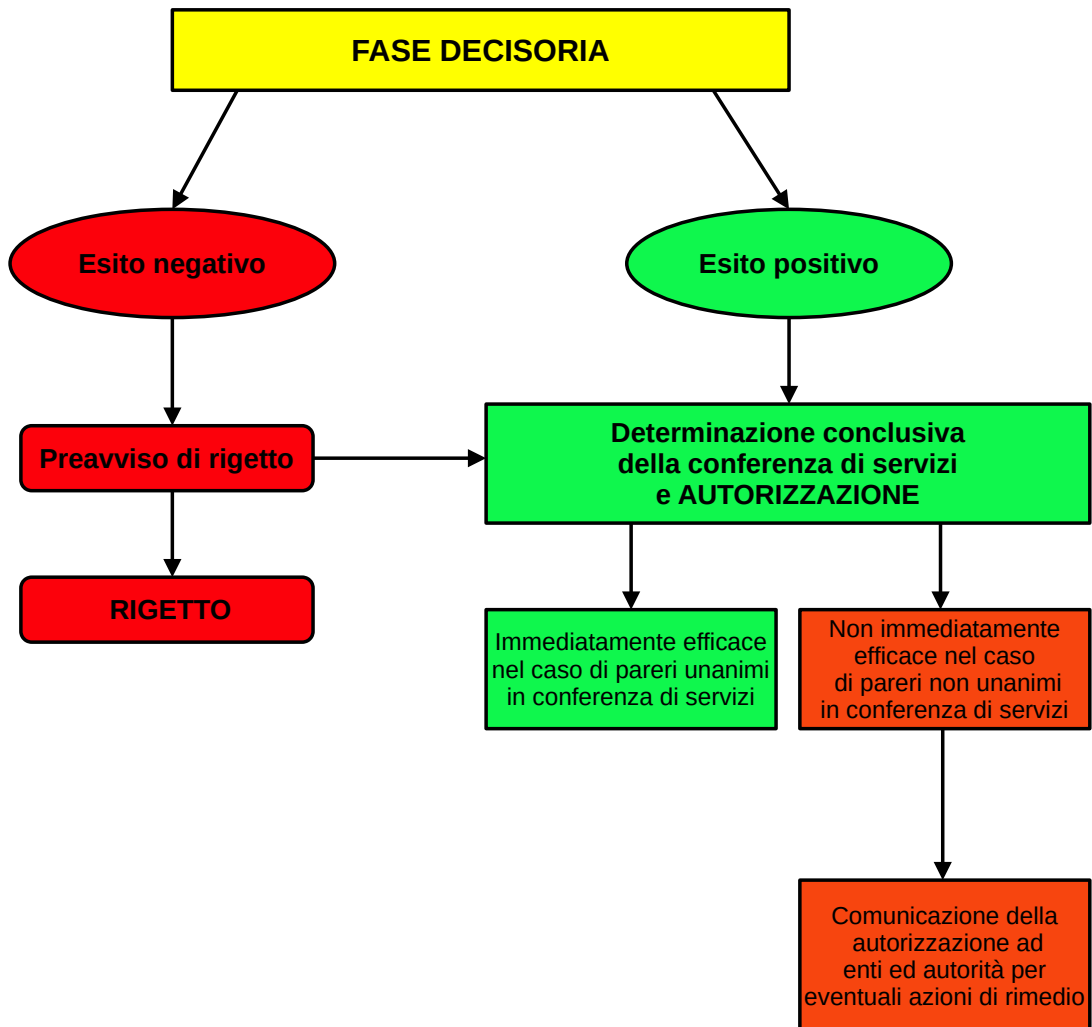 FASE DECISORIA
Esito negativo
Esito positivo
Preavviso di rigetto
Determinazione conclusiva
della conferenza di servizi
e AUTORIZZAZIONE
RIGETTO
Immediatamente efficace
nel caso di pareri unanimi
in conferenza di servizi
Non immediatamente
efficace nel caso
di pareri non unanimi
in conferenza di servizi
Comunicazione della
autorizzazione ad
enti ed autorità per
eventuali azioni di rimedio